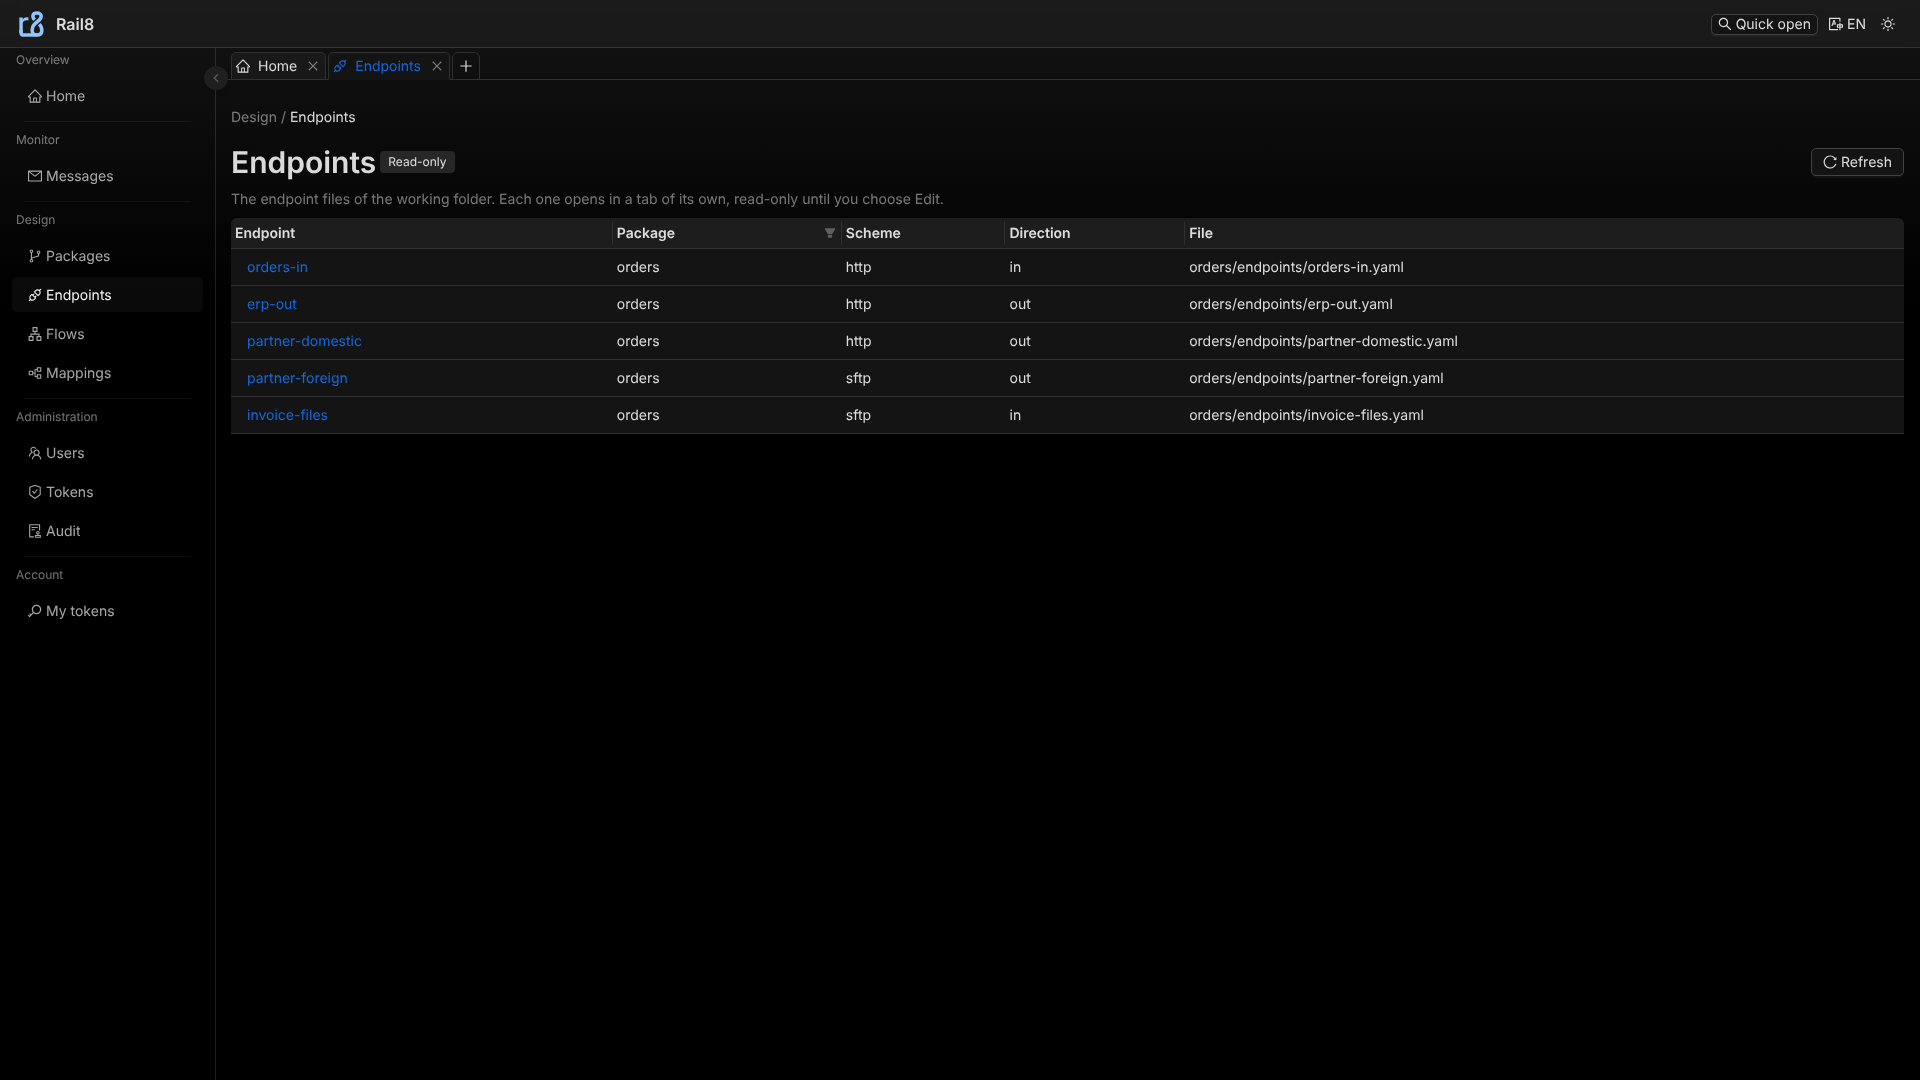 r8 Rail8
Quick open
EN
Overview
Home
Monitor
Messages
Design
Packages
Endpoints
Flows
Mappings
Administration
Users
Tokens
Audit
Account
My tokens
Home
Endpoints
Design / Endpoints
Endpoints Read-only
Refresh
The endpoint files of the working folder. Each one opens in a tab of its own, read-only until you choose Edit.
Endpoint Package Scheme Direction File
orders-in orders http in orders/endpoints/orders-in.yaml
erp-out orders http out orders/endpoints/erp-out.yaml
partner-domestic orders http out orders/endpoints/partner-domestic.yaml
partner-foreign orders sftp out orders/endpoints/partner-foreign.yaml
invoice-files orders sftp in orders/endpoints/invoice-files.yaml